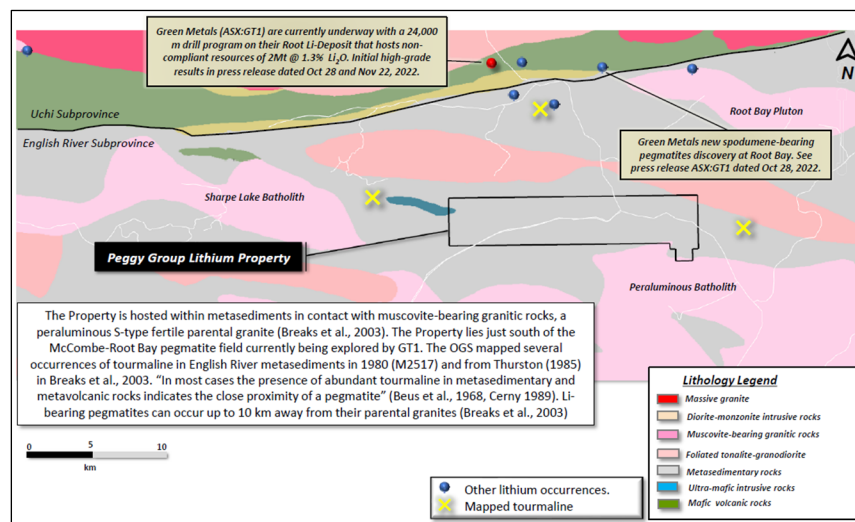 Green Metals (ASX:GT1) are currently underway with a 24,000
m drill program on their Root Li-Deposit that hosts non-
compliant resources of 2Mt @ 1.3% Li₂O. Initial high-grade
results in press release dated Oct 28 and Nov 22, 2022.
N
Uchi Subprovince
English River Subprovince
Root Bay Pluton
Green Metals new spodumene-bearing
pegmatites discovery at Root Bay. See
press release ASX:GT1 dated Oct 28, 2022.
Sharpe Lake Batholith
Peggy Group Lithium Property
Peraluminous Batholith
The Property is hosted within metasediments in contact with muscovite-bearing granitic rocks, a
peraluminous S-type fertile parental granite (Breaks et al., 2003). The Property lies just south of the
McCombe-Root Bay pegmatite field currently being explored by GT1. The OGS mapped several
occurrences of tourmaline in English River metasediments in 1980 (M2517) and from Thurston (1985)
in Breaks et al., 2003. “In most cases the presence of abundant tourmaline in metasedimentary and
metavolcanic rocks indicates the close proximity of a pegmatite” (Beus et al., 1968, Cerny 1989). Li-
bearing pegmatites can occur up to 10 km away from their parental granites (Breaks et al., 2003)
0 5 10
km
Other lithium occurrences.
Mapped tourmaline
Lithology Legend
Massive granite
Diorite-monzonite intrusive rocks
Muscovite-bearing granitic rocks
Foliated tonalite-granodiorite
Metasedimentary rocks
Ultra-mafic intrusive rocks
Mafic volcanic rocks